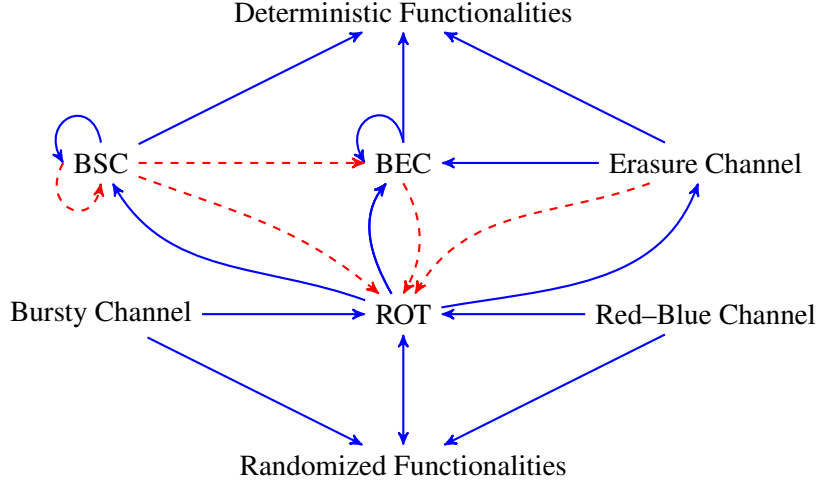 Deterministic Functionalities
BSC BEC Erasure Channel
Bursty Channel ROT Red–Blue Channel
Randomized Functionalities